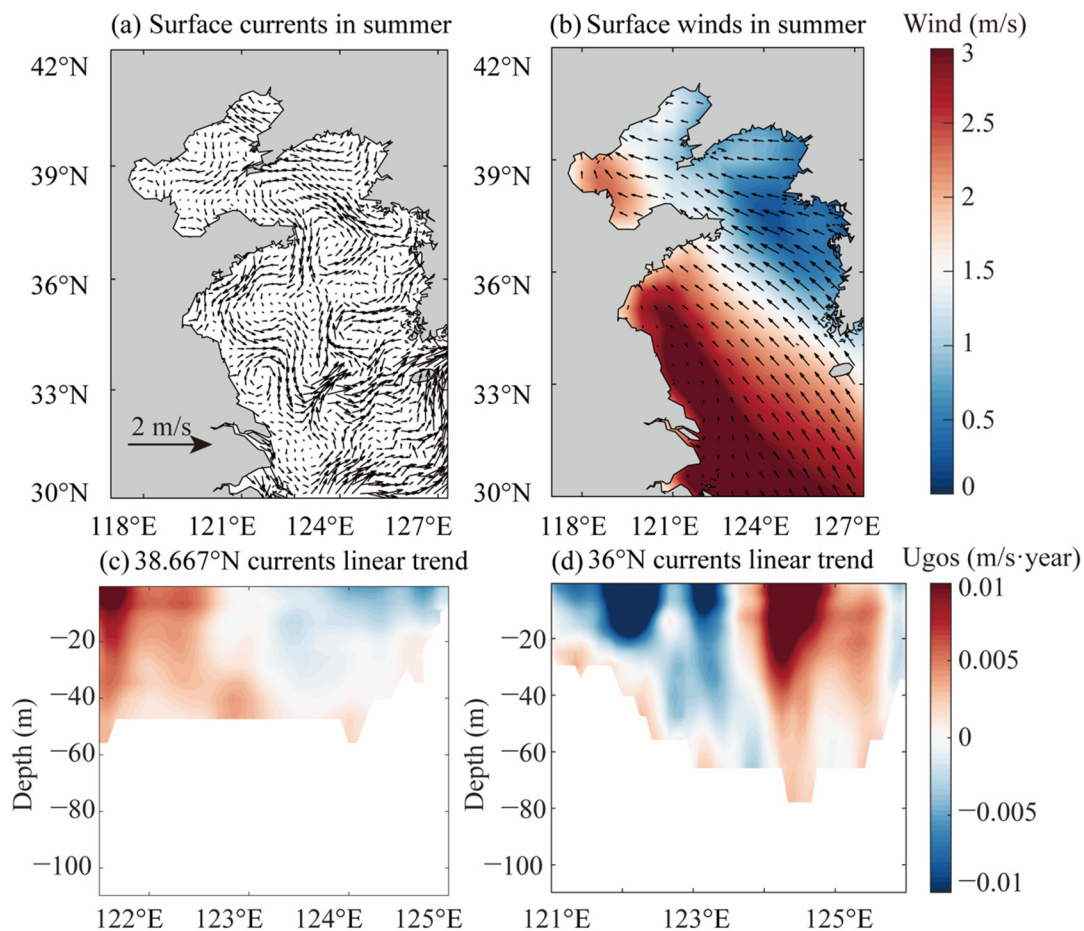 (a) Surface currents in summer
(b) Surface winds in summer
Wind (m/s)
42°N
39°N
36°N
33°N
30°N
2 m/s
118°E 121°E 124°E 127°E
42°N
39°N
36°N
33°N
30°N
118°E 121°E 124°E 127°E
3
2.5
2
1.5
1
0.5
0
(c) 38.667°N currents linear trend
(d) 36°N currents linear trend
Ugos (m/s·year)
Depth (m)
−20
−40
−60
−80
−100
122°E 123°E 124°E 125°E
Depth (m)
−20
−40
−60
−80
−100
121°E 123°E 125°E
0.01
0.005
0
−0.005
−0.01